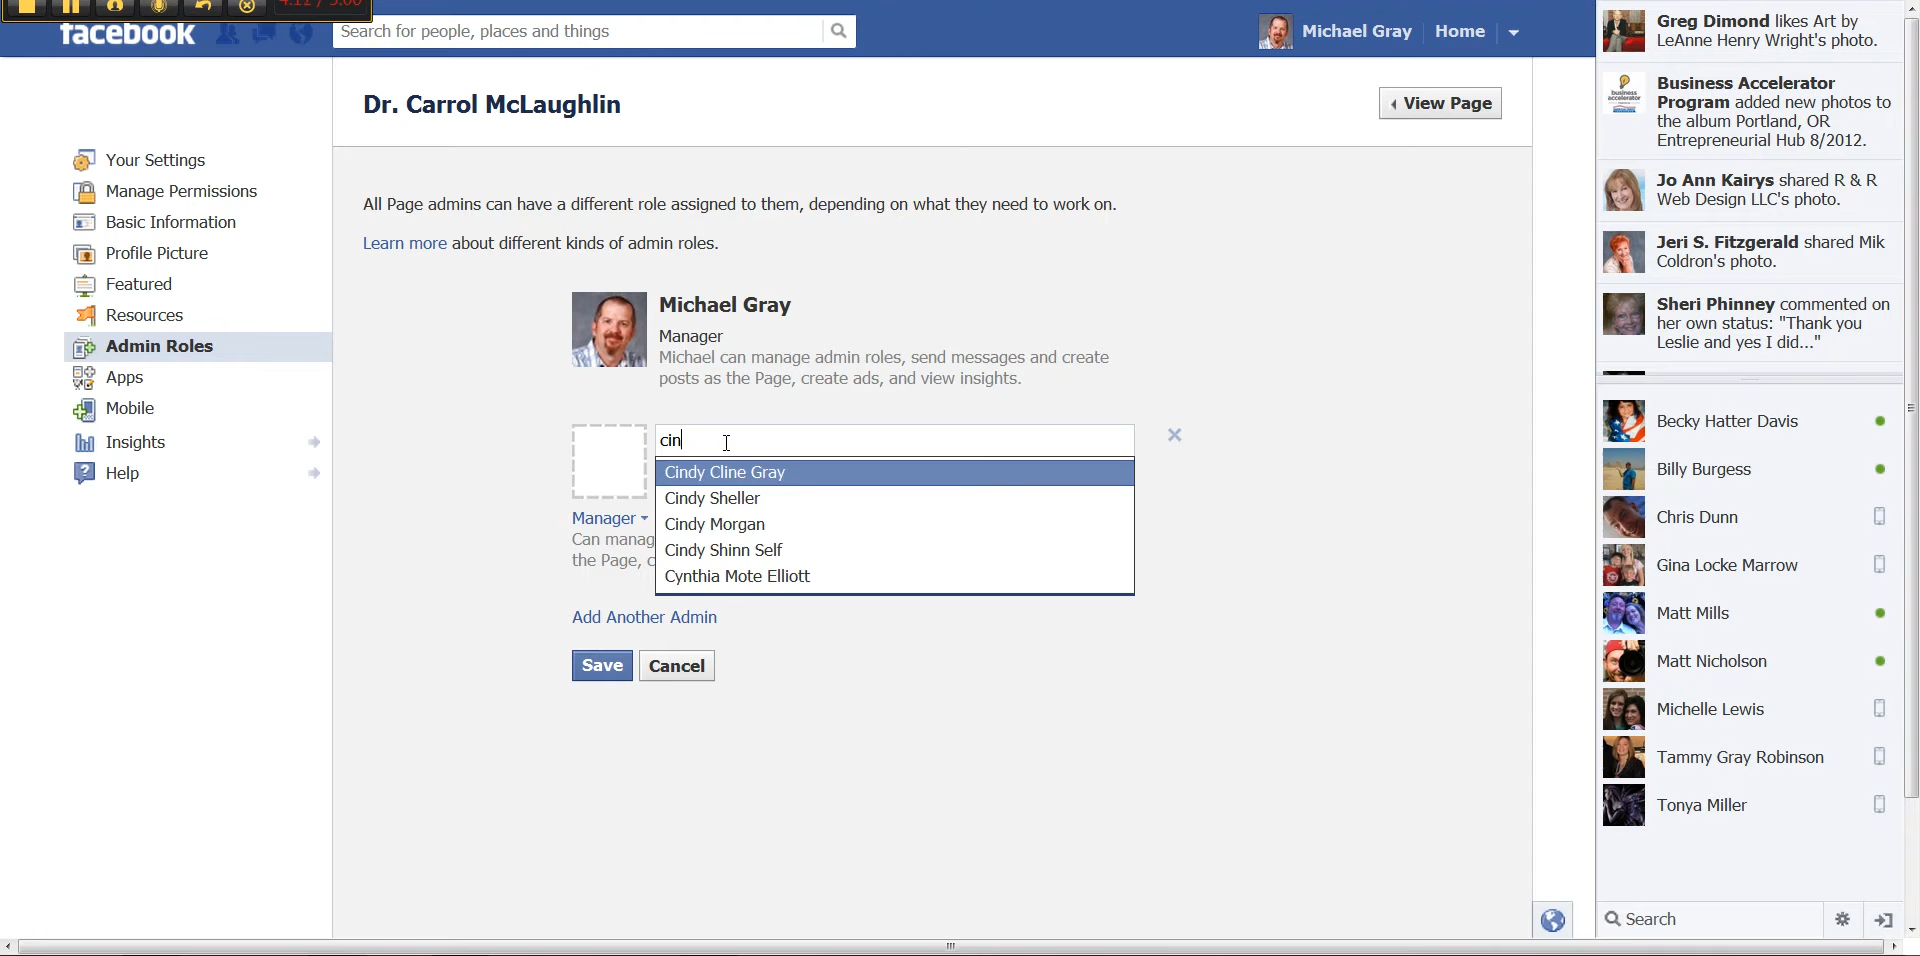 4:11 / 5:00
facebook
Search for people, places and things
Michael Gray
Home
Dr. Carrol McLaughlin
View Page
Your Settings
Manage Permissions
Basic Information
Profile Picture
Featured
Resources
Admin Roles
Apps
Mobile
Insights
Help
All Page admins can have a different role assigned to them, depending on what they need to work on.
Learn more about different kinds of admin roles.
Michael Gray
Manager
Michael can manage admin roles, send messages and create
posts as the Page, create ads, and view insights.
cin
Cindy Cline Gray
Cindy Sheller
Cindy Morgan
Cindy Shinn Self
Cynthia Mote Elliott
Manager
Can manag
the Page, c
Add Another Admin
Save
Cancel
Greg Dimond likes Art by
LeAnne Henry Wright's photo.
business
accelerator
Business Accelerator
Program added new photos to
the album Portland, OR
Entrepreneurial Hub 8/2012.
Jo Ann Kairys shared R & R
Web Design LLC's photo.
Jeri S. Fitzgerald shared Mik
Coldron's photo.
Sheri Phinney commented on
her own status: "Thank you
Leslie and yes I did..."
Becky Hatter Davis
Billy Burgess
Chris Dunn
Gina Locke Marrow
Matt Mills
Matt Nicholson
Michelle Lewis
Tammy Gray Robinson
Tonya Miller
Search